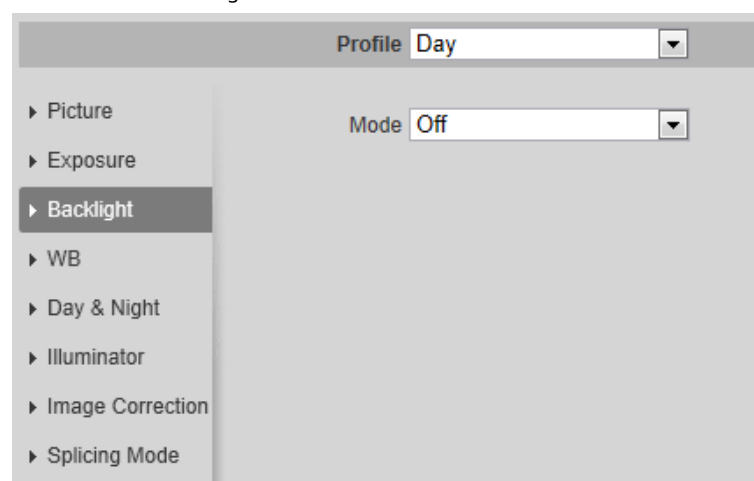 Profile Day
Picture
Mode Off
Exposure
Backlight
WB
Day & Night
Illuminator
Image Correction
Splicing Mode